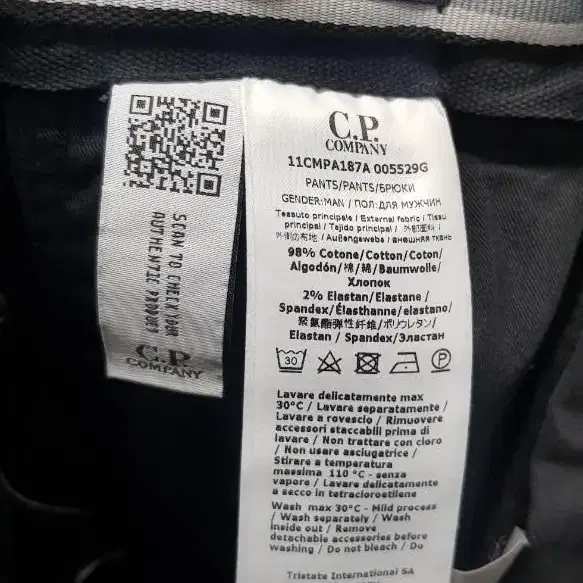 SCAN TO CHECK YOUR
AUTHENTIC PRODUCT
C.P.
COMPANY
C.P.
COMPANY
11CMPA187A 005529G
PANTS/PANTS/БРЮКИ
GENDER:MAN / ПОЛ:ДЛЯ МУЖЧИН
Tessuto principale / External fabric / Tissu
principal / Tejido principal / 外部面料 /
外側の布地 / Außengewebe / внешняя ткань
98% Cotone/Cotton/Coton/
Algodón/棉/綿/Baumwolle/
Хлопок
2% Elastan/Elastane /
Spandex/Élasthanne/elastano/
聚氨酯弹性纤维/ポリウレタン/
Elastan / Spandex/Эластан
30
P
Lavare delicatamente max
30°C / Lavare separatamente /
Lavare a rovescio / Rimuovere
accessori staccabili prima di
lavare / Non trattare con cloro
/ Non usare asciugatrice /
Stirare a temperatura
massima 110 °C - senza
vapore / Lavare delicatamente
a secco in tetracloroetilene
Wash max 30°C - Mild process
/ Wash separately / Wash
inside out / Remove
detachable accessories before
washing / Do not bleach / Do
Tristate International SA